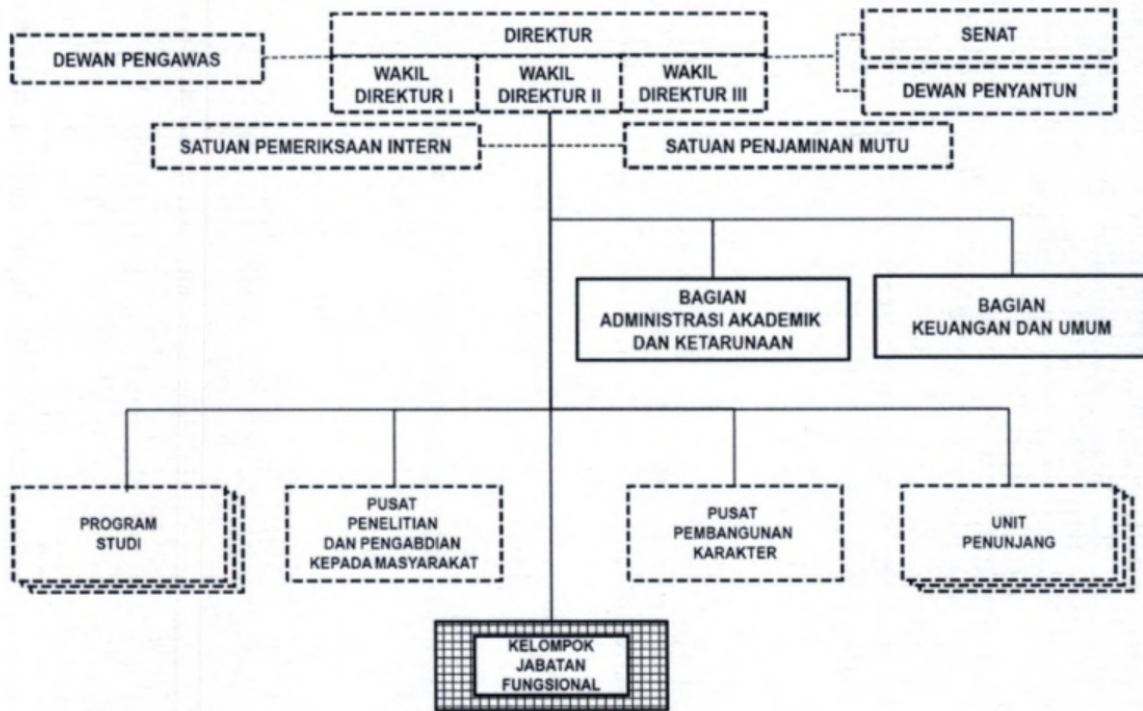 DIREKTUR
SENAT
DEWAN PENGAWAS
WAKIL
DIREKTUR I
WAKIL
DIREKTUR II
WAKIL
DIREKTUR III
DEWAN PENYANTUN
SATUAN PEMERIKSAAN INTERN
SATUAN PENJAMINAN MUTU
BAGIAN
ADMINISTRASI AKADEMIK
DAN KETARUNAAN
BAGIAN
KEUANGAN DAN UMUM
PROGRAM
STUDI
PUSAT
PENELITIAN
DAN PENGABDIAN
KEPADA MASYARAKAT
PUSAT
PEMBANGUNAN
KARAKTER
UNIT
PENUNJANG
KELOMPOK
JABATAN
FUNGSIONAL